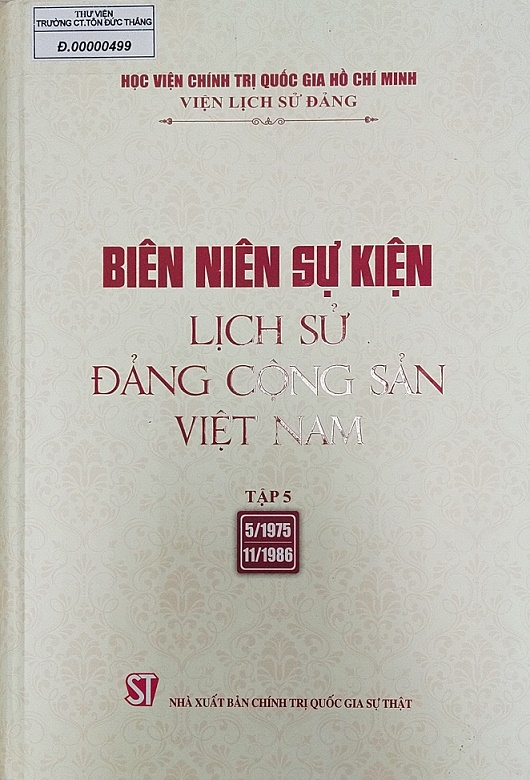 THƯ VIỆN
TRƯỜNG CT.TÔN ĐỨC THẮNG
Đ.00000499
HỌC VIỆN CHÍNH TRỊ QUỐC GIA HỒ CHÍ MINH
VIỆN LỊCH SỬ ĐẢNG
BIÊN NIÊN SỰ KIỆN
LỊCH SỬ
ĐẢNG CỘNG SẢN
VIỆT NAM
TẬP 5
5/1975
11/1986
ST
NHÀ XUẤT BẢN CHÍNH TRỊ QUỐC GIA SỰ THẬT